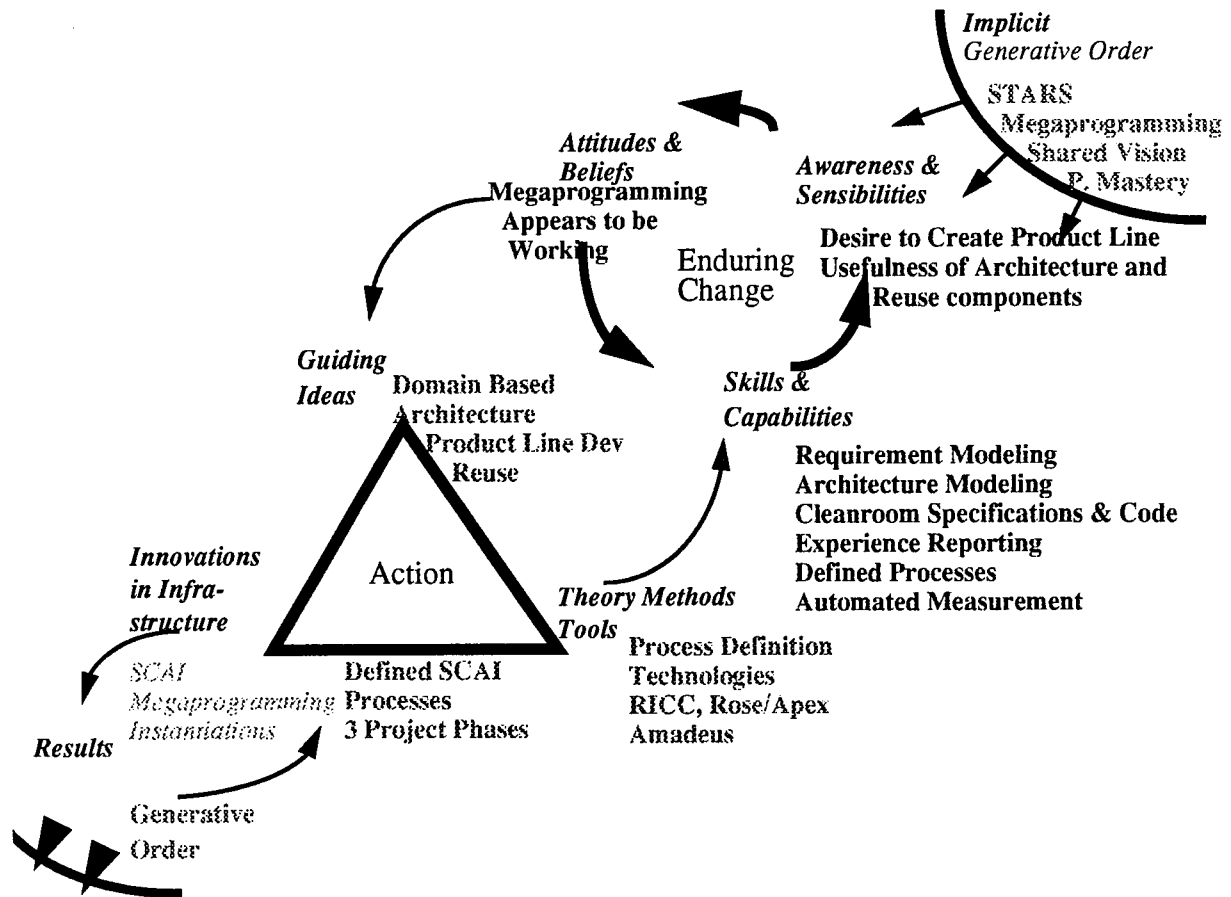 Implicit
Generative Order
STARS
Megaprogramming
Shared Vision
P. Mastery
Attitudes &
Beliefs
Megaprogramming
Appears to be
Working
Awareness &
Sensibilities
Desire to Create Product Line
Usefulness of Architecture and
Reuse components
Enduring
Change
Guiding
Ideas
Domain Based
Architecture
Product Line Dev
Reuse
Skills &
Capabilities
Requirement Modeling
Architecture Modeling
Cleanroom Specifications & Code
Experience Reporting
Defined Processes
Automated Measurement
Innovations
in Infra-
structure
Action
Theory Methods
Tools
Process Definition
Technologies
RICC, Rose/Apex
Amadeus
SCAI
Megaprogramming
Instantiations
Defined SCAI
Processes
3 Project Phases
Results
Generative
Order